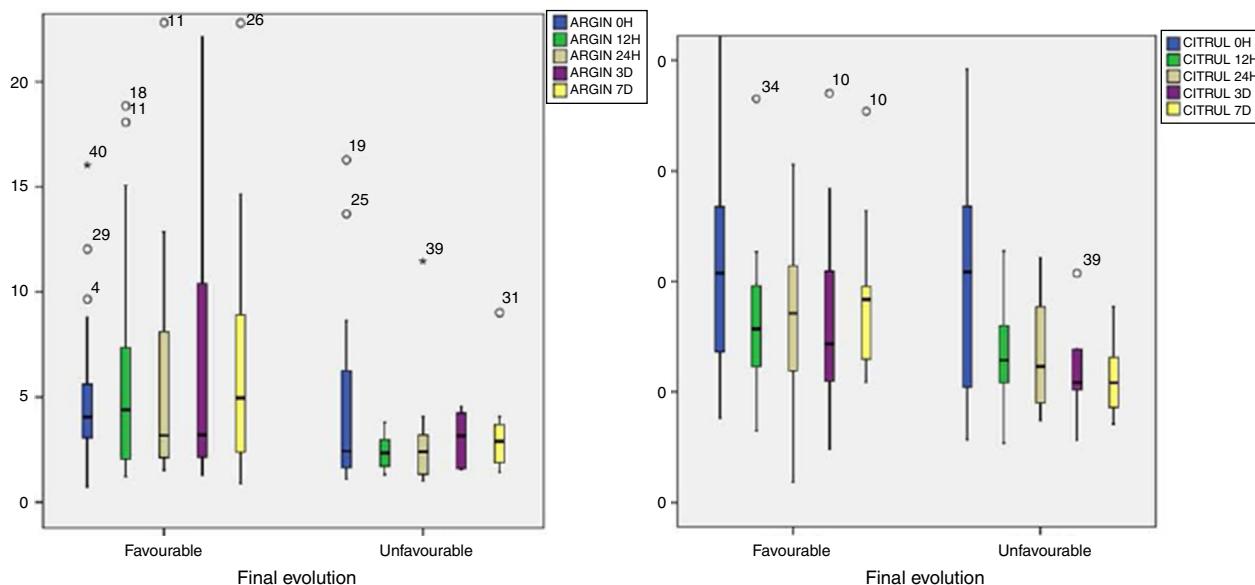 20
15
10
5
0
40
29
4
18
11
11
26
19
25
39
31
ARGIN 0H
ARGIN 12H
ARGIN 24H
ARGIN 3D
ARGIN 7D
Favourable
Unfavourable
Final evolution
0
0
0
0
0
34
10
10
39
CITRUL 0H
CITRUL 12H
CITRUL 24H
CITRUL 3D
CITRUL 7D
Favourable
Unfavourable
Final evolution